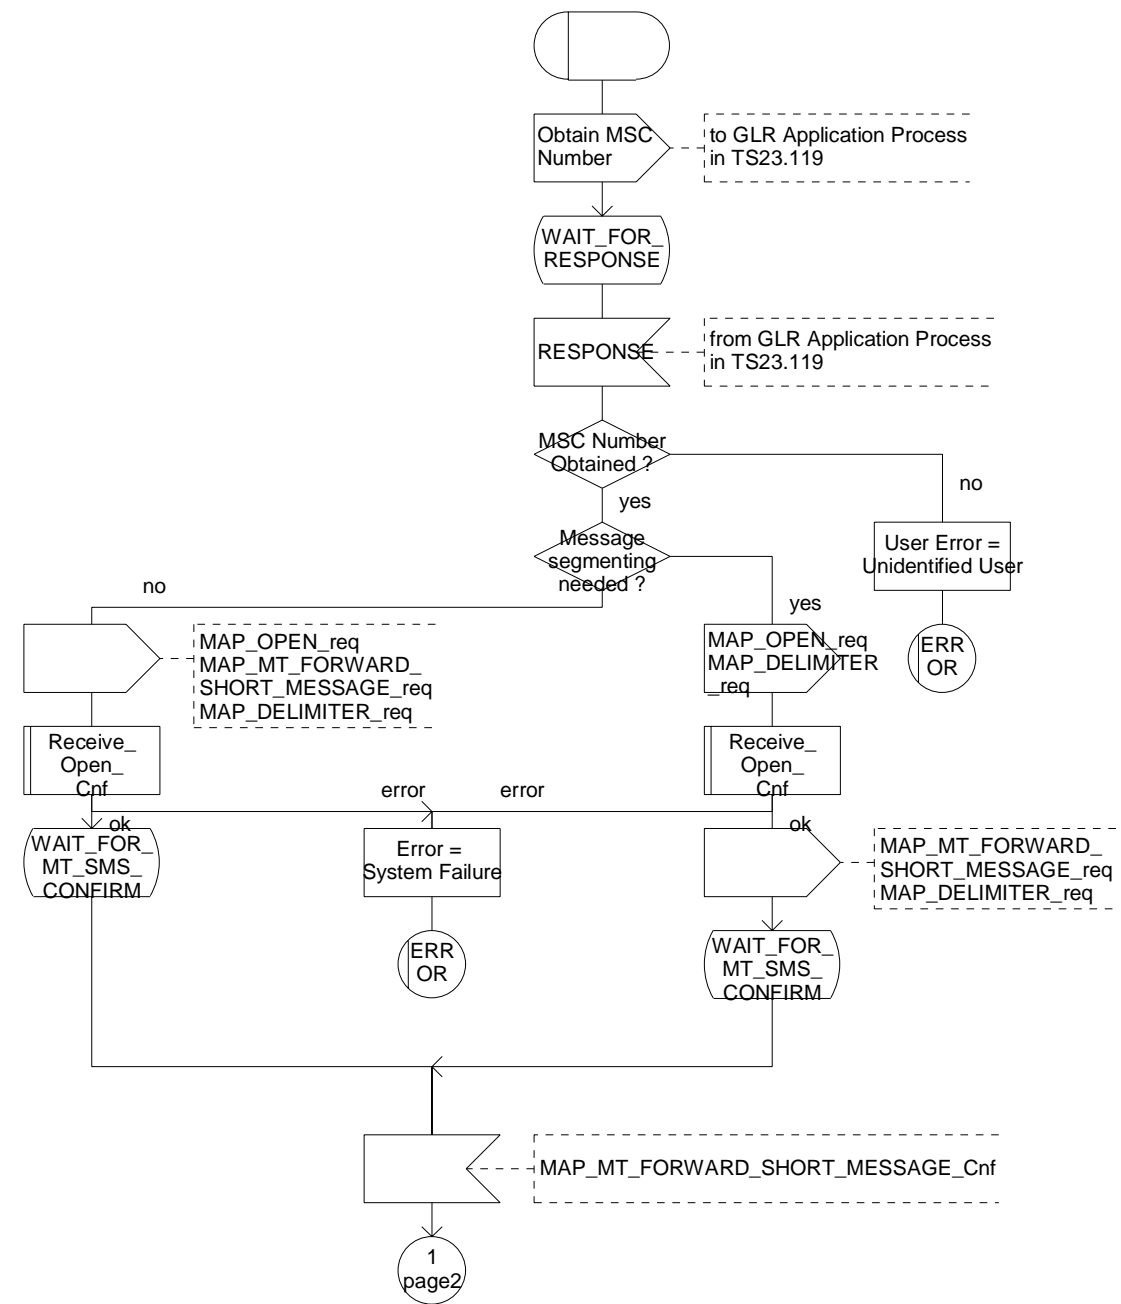 Obtain MSC
Number
to GLR Application Process
in TS23.119
WAIT_FOR_
RESPONSE
RESPONSE
from GLR Application Process
in TS23.119
MSC Number
Obtained ?
no
yes
User Error =
Unidentified User
ERR
OR
Message
segmenting
needed ?
no
yes
MAP_OPEN_req
MAP_MT_FORWARD_
SHORT_MESSAGE_req
MAP_DELIMITER_req
MAP_OPEN_req
MAP_DELIMITER
_req
Receive_
Open_
Cnf
Receive_
Open_
Cnf
error
error
ok
ok
WAIT_FOR_
MT_SMS_
CONFIRM
Error =
System Failure
MAP_MT_FORWARD_
SHORT_MESSAGE_req
MAP_DELIMITER_req
ERR
OR
WAIT_FOR_
MT_SMS_
CONFIRM
MAP_MT_FORWARD_SHORT_MESSAGE_Cnf
1
page2